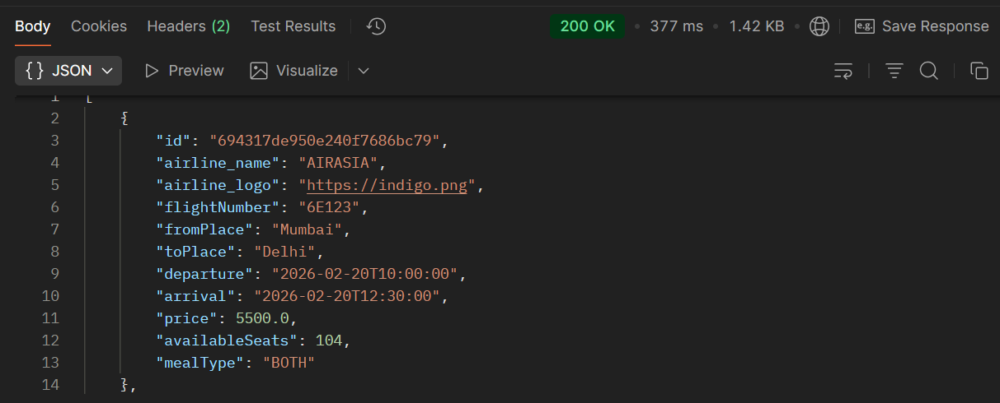 Body Cookies Headers (2) Test Results 200 OK • 377 ms • 1.42 KB • e.g. Save Response
{} JSON Preview Visualize
1 [
2 {
3 "id": "694317de950e240f7686bc79",
4 "airline_name": "AIRASIA",
5 "airline_logo": "https://indigo.png",
6 "flightNumber": "6E123",
7 "fromPlace": "Mumbai",
8 "toPlace": "Delhi",
9 "departure": "2026-02-20T10:00:00",
10 "arrival": "2026-02-20T12:30:00",
11 "price": 5500.0,
12 "availableSeats": 104,
13 "mealType": "BOTH"
14 },